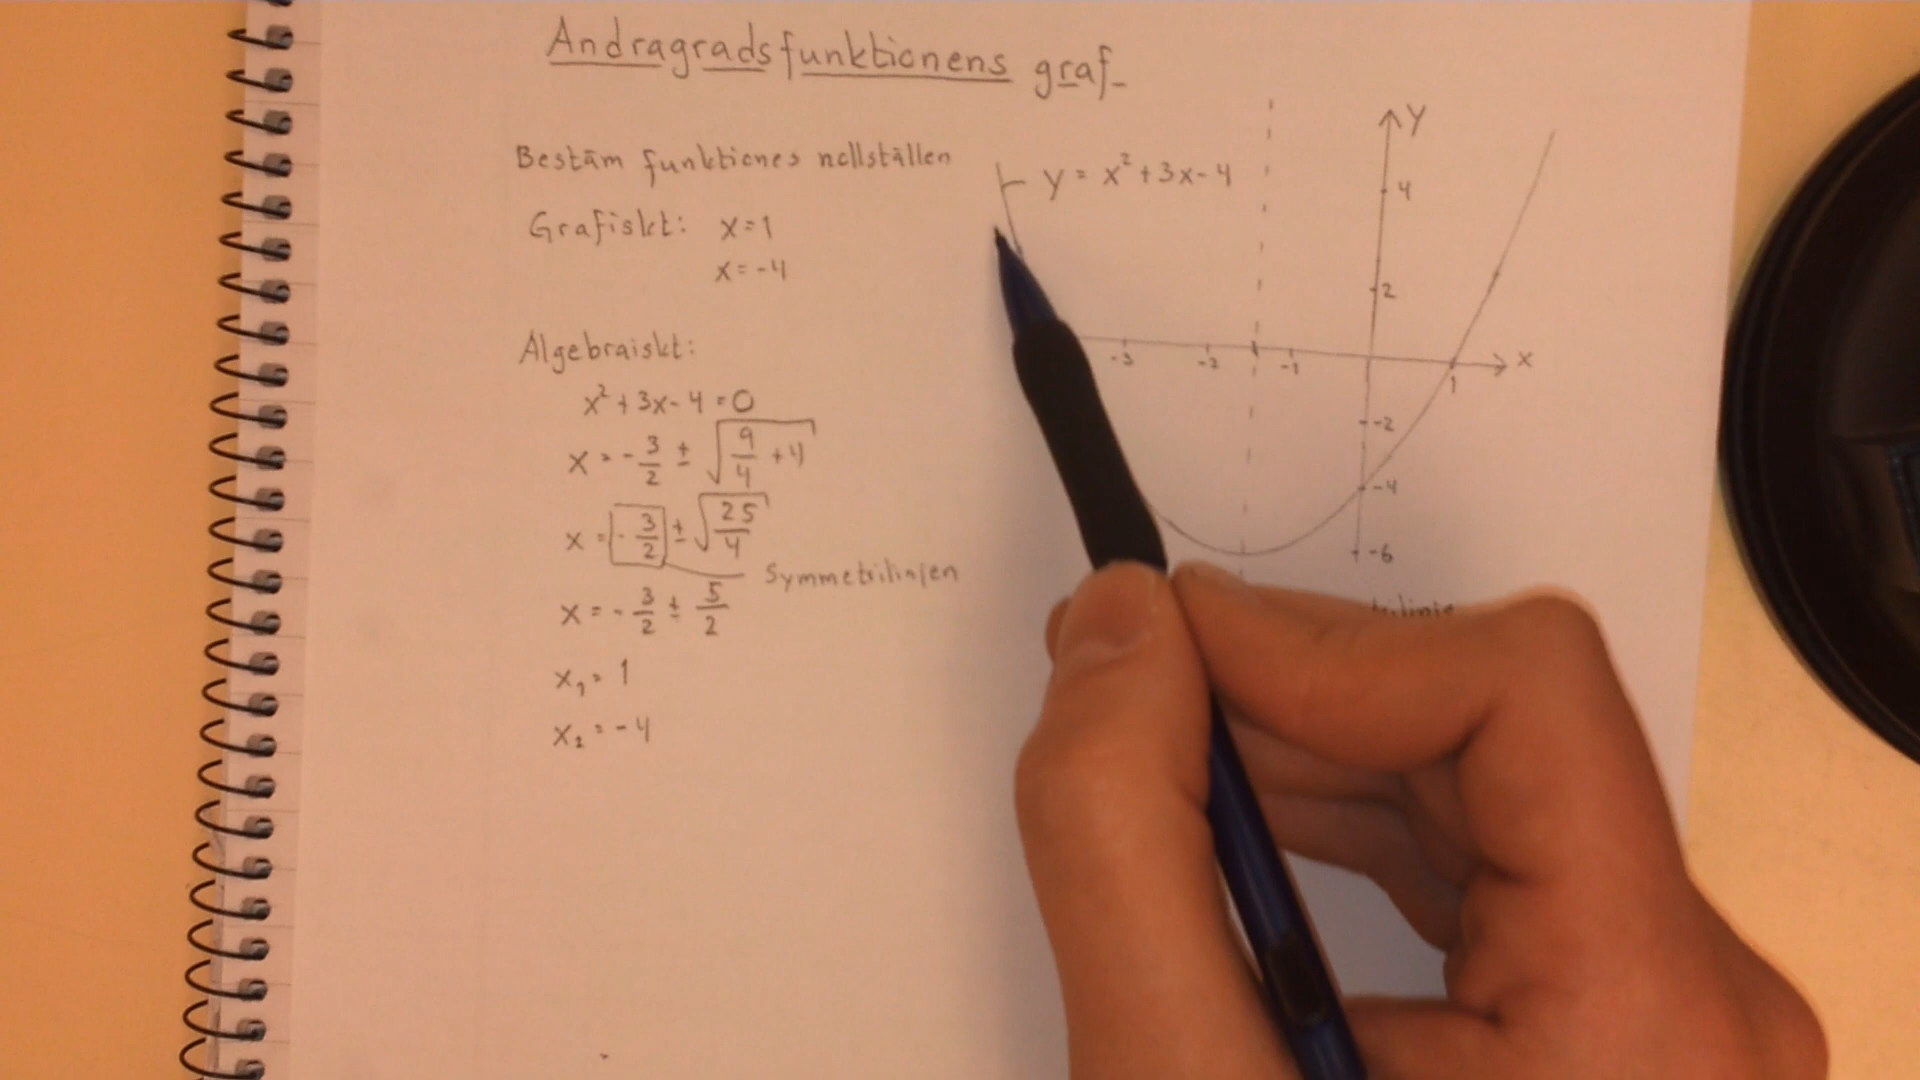 Andragradsfunktionens graf
Bestäm funktiones nollställen
Grafiskt: x=1
x=-4
Algebraiskt:
x²+3x-4=0
x=-3/2 ± √(9/4 +4)
x=-3/2 ± √(25/4)
Symmetrilinjen
x=-3/2 ± 5/2
x₁=1
x₂=-4
y=x²+3x-4
Y
4
2
-3 -2 -1 1 X
-2
-4
-6